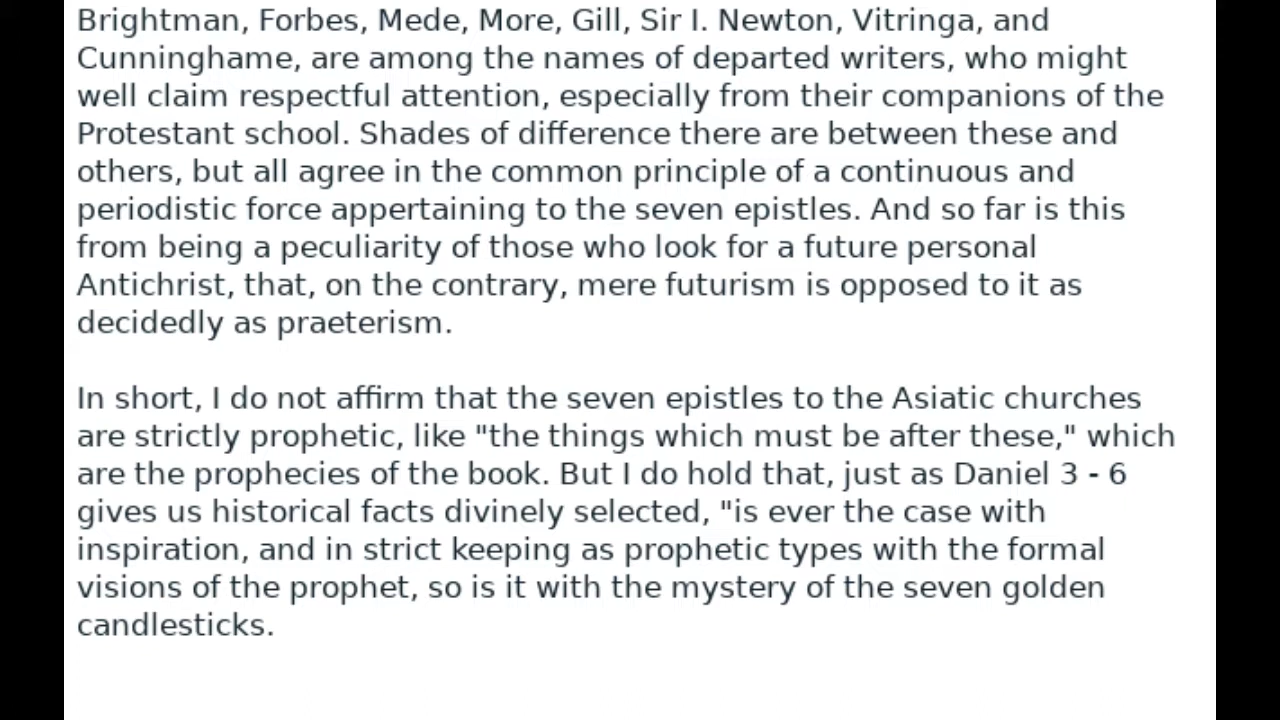 Brightman, Forbes, Mede, More, Gill, Sir I. Newton, Vitringa, and
Cunninghame, are among the names of departed writers, who might
well claim respectful attention, especially from their companions of the
Protestant school. Shades of difference there are between these and
others, but all agree in the common principle of a continuous and
periodistic force appertaining to the seven epistles. And so far is this
from being a peculiarity of those who look for a future personal
Antichrist, that, on the contrary, mere futurism is opposed to it as
decidedly as praeterism.
In short, I do not affirm that the seven epistles to the Asiatic churches
are strictly prophetic, like "the things which must be after these," which
are the prophecies of the book. But I do hold that, just as Daniel 3 - 6
gives us historical facts divinely selected, "is ever the case with
inspiration, and in strict keeping as prophetic types with the formal
visions of the prophet, so is it with the mystery of the seven golden
candlesticks.